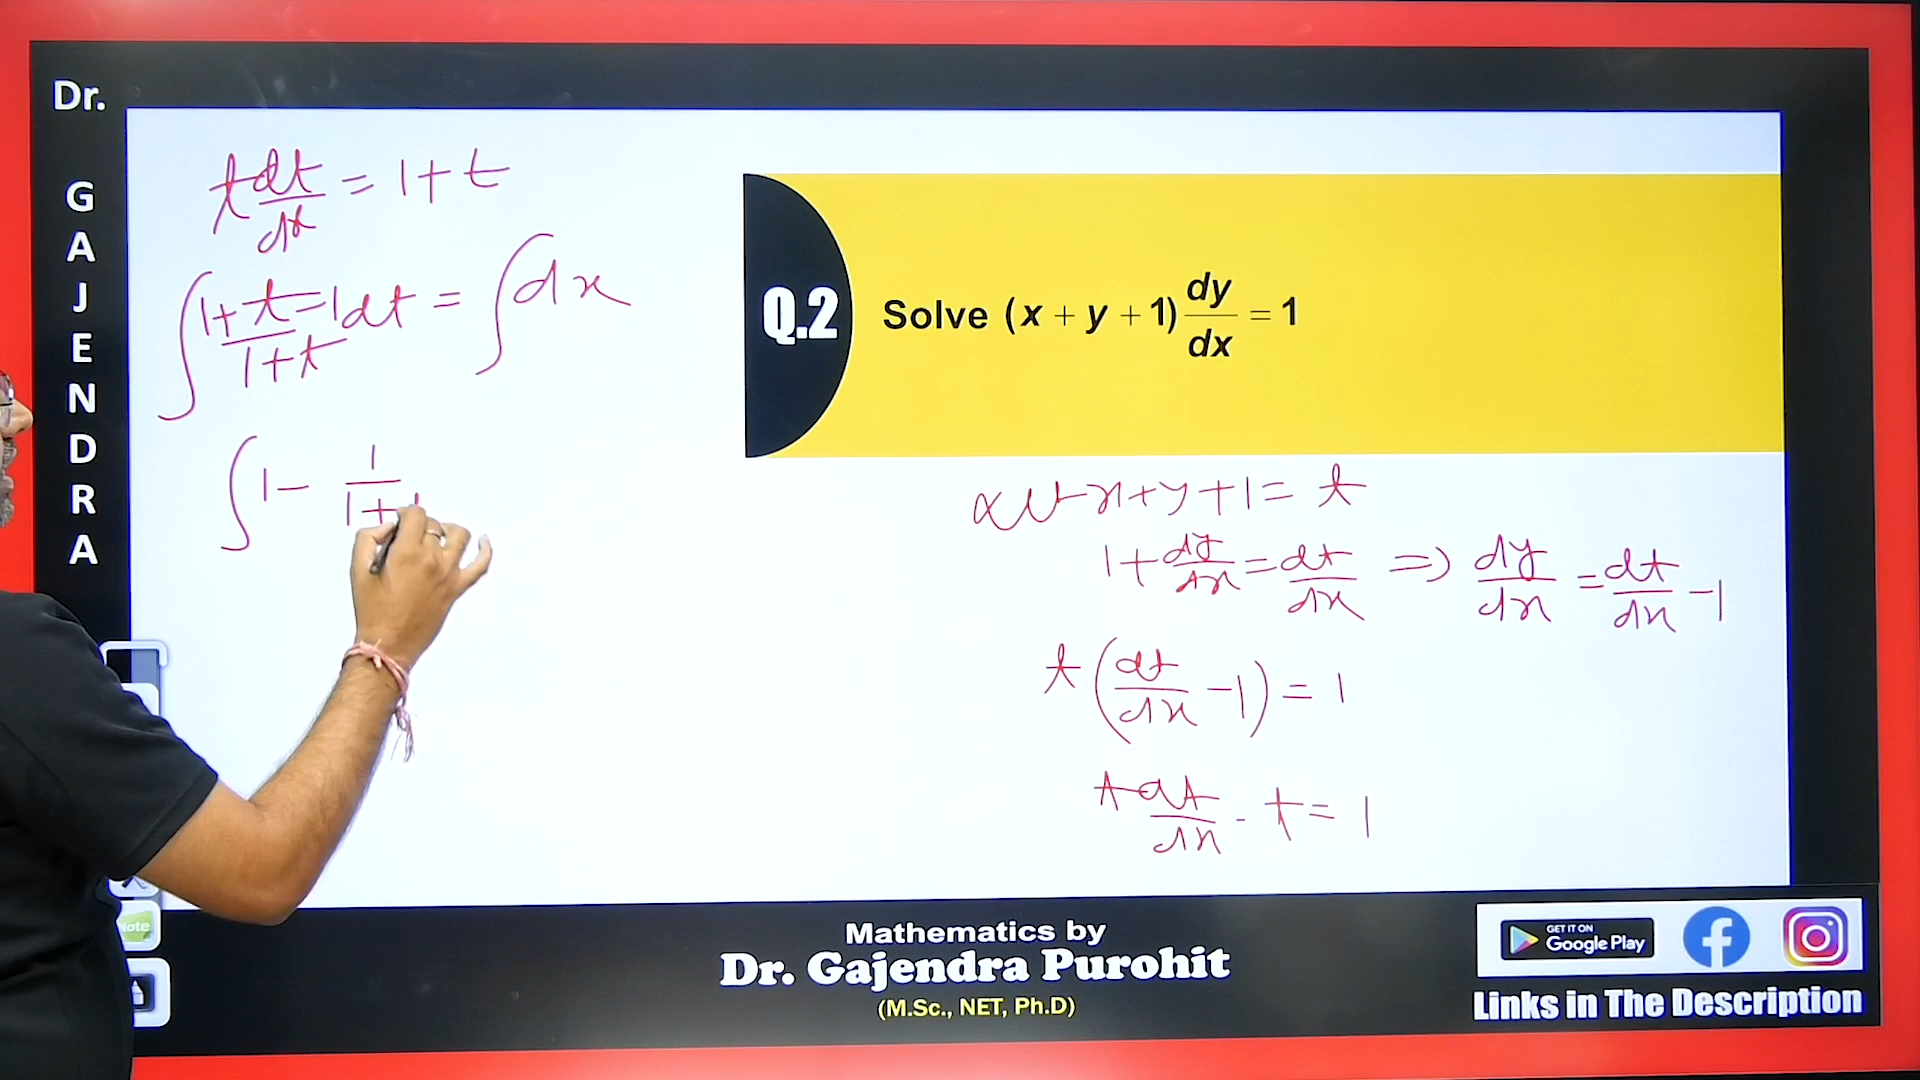 Dr.
GAJENDRA
t dt/dx = 1+t
∫ 1+t-1/1+t dt = ∫ dx
∫ 1 - 1/1+t
Q.2
Solve (x + y + 1) dy/dx = 1
x+y+1 = t
1+ dy/dx = dt/dx ⇒ dy/dx = dt/dx -1
t (dt/dx -1) = 1
t dt/dx - t = 1
Mathematics by
Dr. Gajendra Purohit
(M.Sc., NET, Ph.D)
GET IT ON
Google Play
Links in The Description